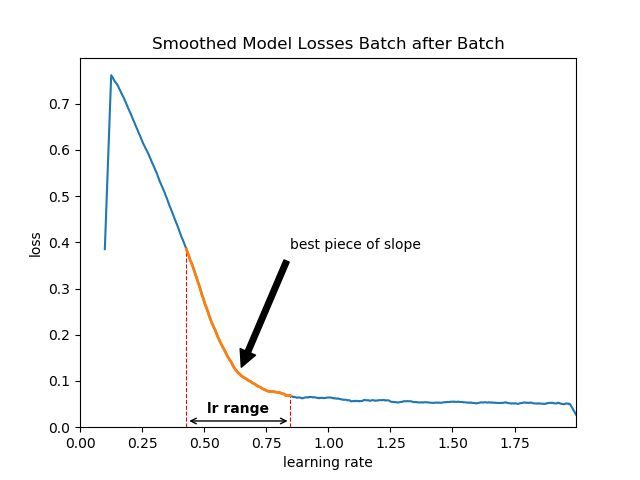 Smoothed Model Losses Batch after Batch
0.7
0.6
0.5
0.4
0.3
0.2
0.1
0.0
loss
best piece of slope
lr range
0.00 0.25 0.50 0.75 1.00 1.25 1.50 1.75
learning rate